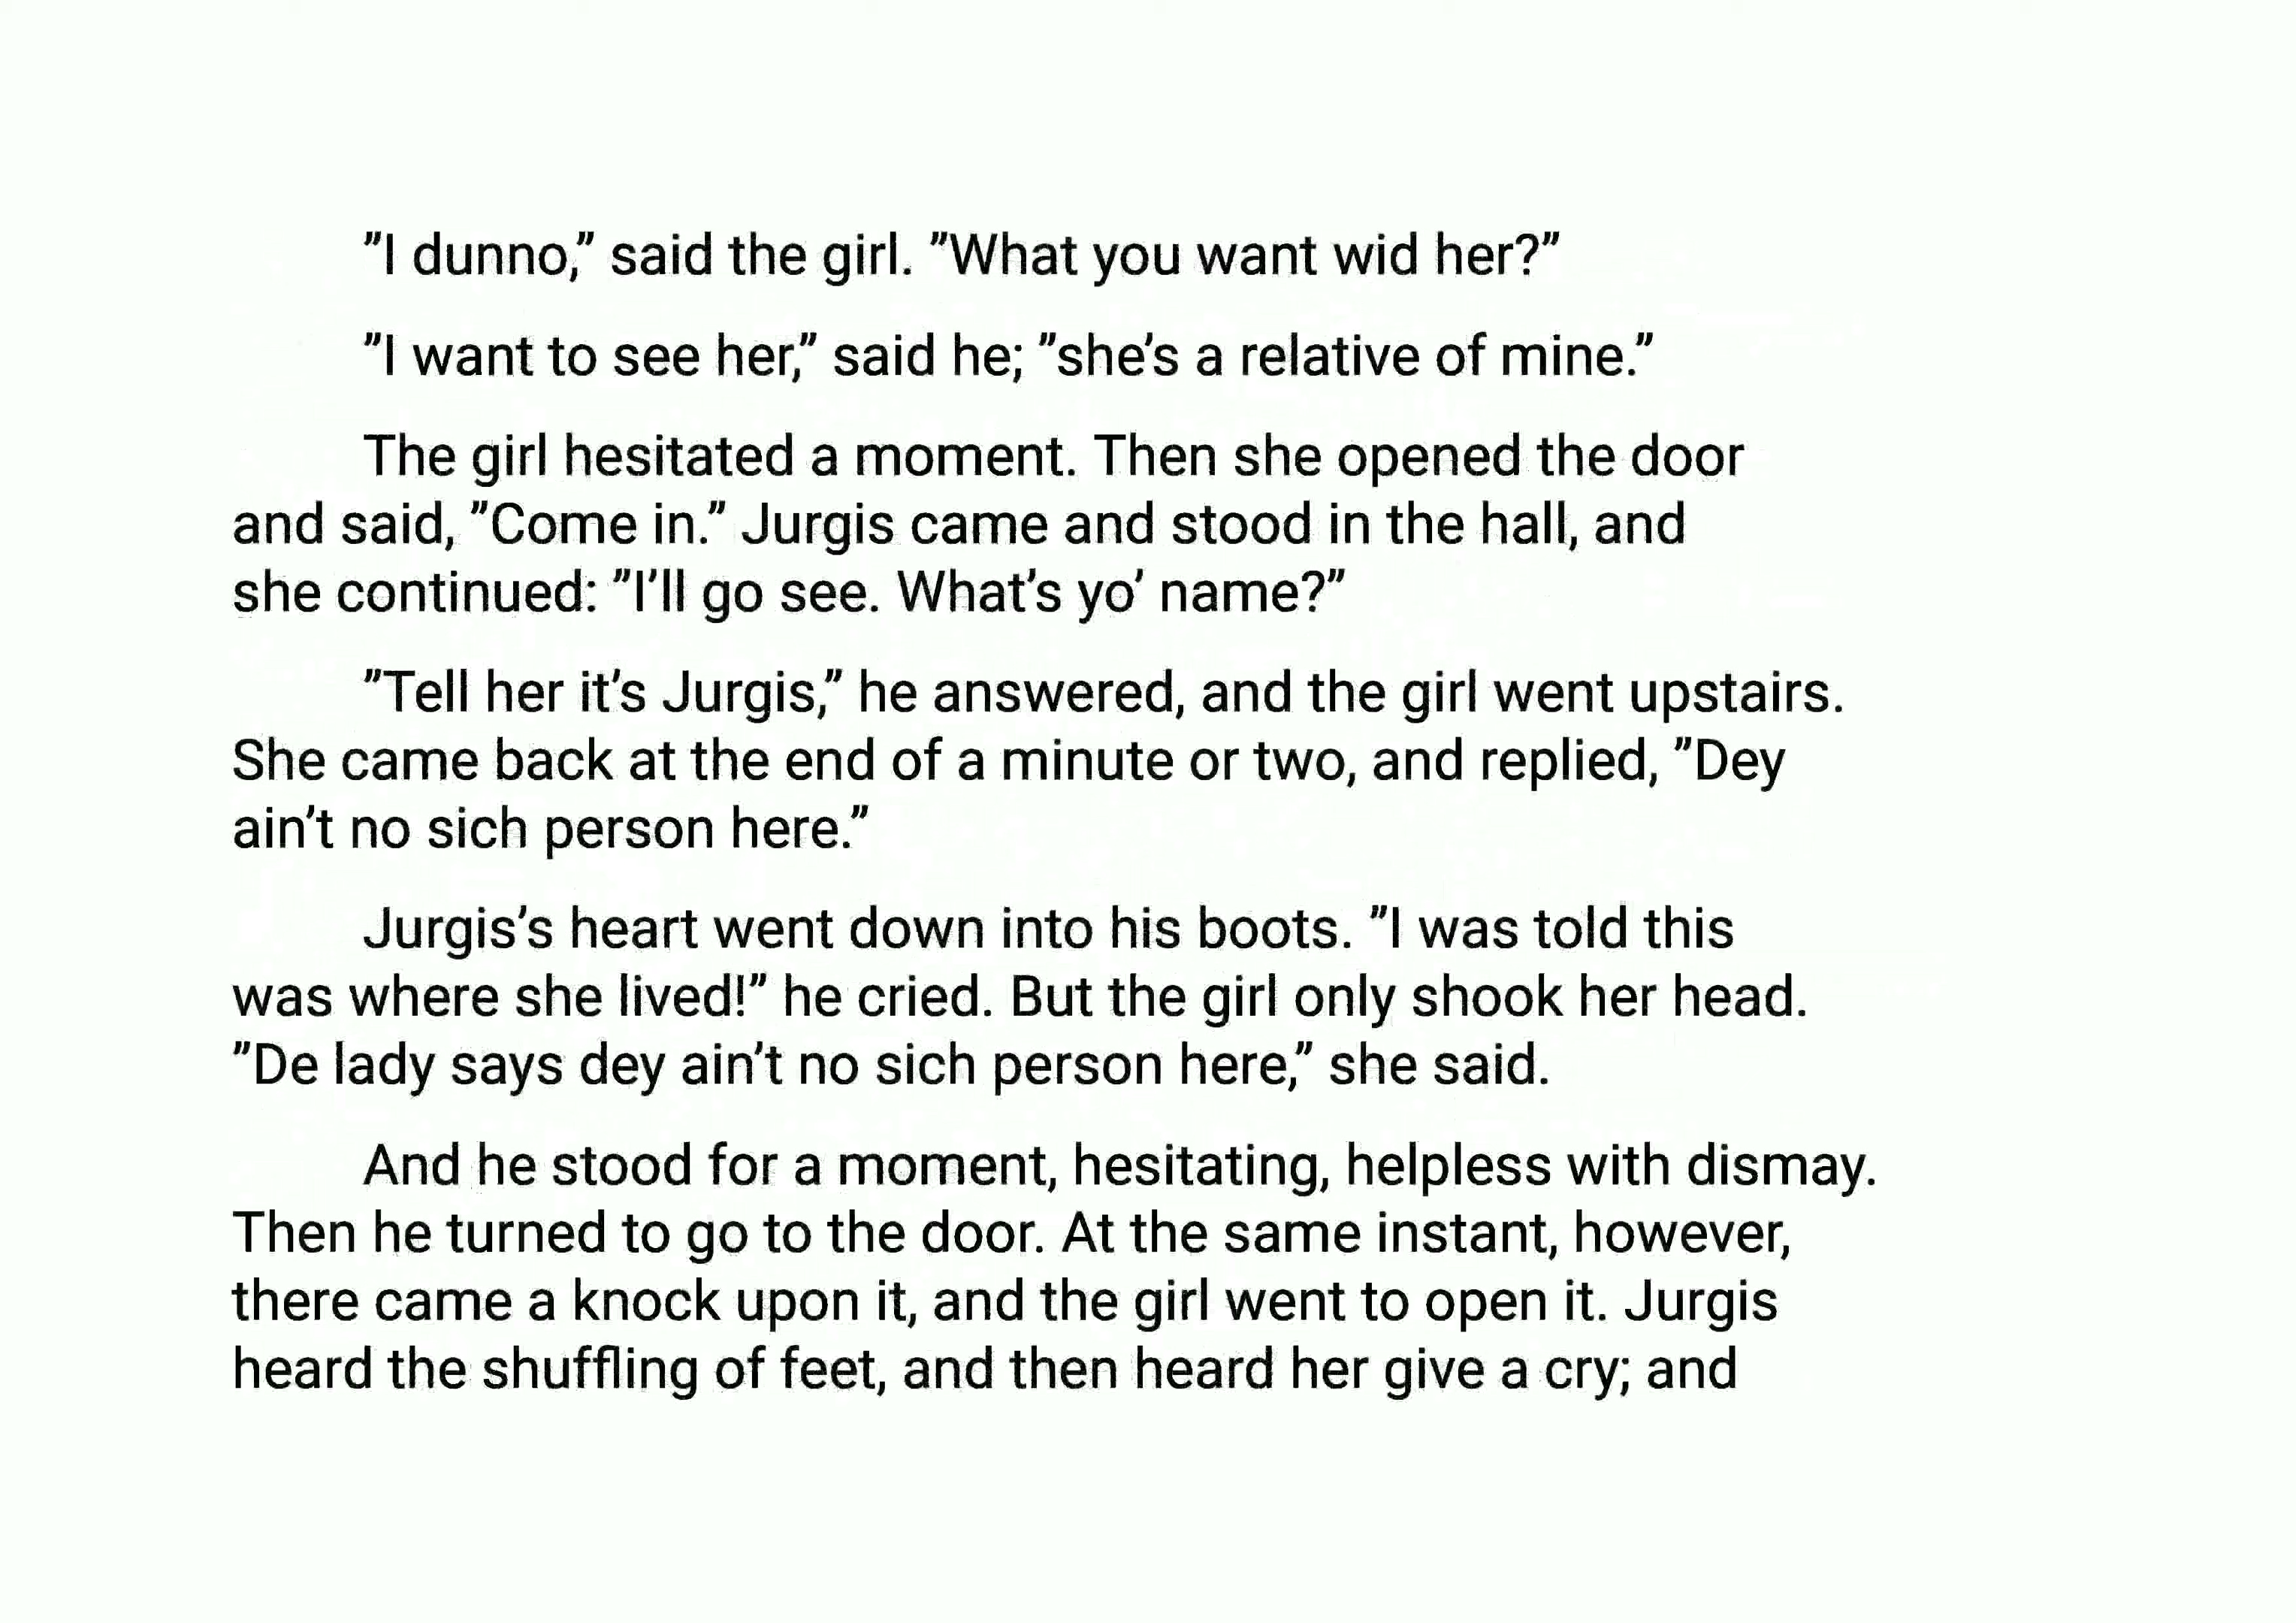 ”I dunno,” said the girl. ”What you want wid her?”
”I want to see her,” said he; ”she’s a relative of mine.”
The girl hesitated a moment. Then she opened the door
and said, ”Come in.” Jurgis came and stood in the hall, and
she continued: ”I’ll go see. What’s yo’ name?”
”Tell her it’s Jurgis,” he answered, and the girl went upstairs.
She came back at the end of a minute or two, and replied, ”Dey
ain’t no sich person here.”
Jurgis’s heart went down into his boots. ”I was told this
was where she lived!” he cried. But the girl only shook her head.
”De lady says dey ain’t no sich person here,” she said.
And he stood for a moment, hesitating, helpless with dismay.
Then he turned to go to the door. At the same instant, however,
there came a knock upon it, and the girl went to open it. Jurgis
heard the shuffling of feet, and then heard her give a cry; and